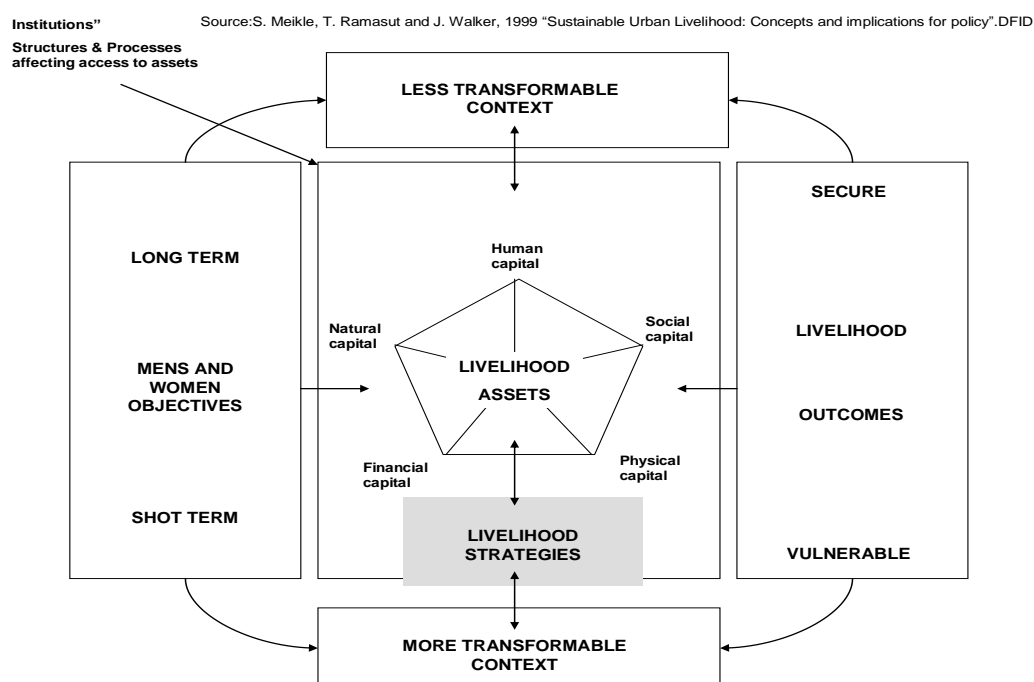 Institutions”
Source:S. Meikle, T. Ramasut and J. Walker, 1999 “Sustainable Urban Livelihood: Concepts and implications for policy”.DFID
Structures & Processes
affecting access to assets
LESS TRANSFORMABLE
CONTEXT
LONG TERM
MENS AND
WOMEN
OBJECTIVES
SHOT TERM
Human
capital
Natural
capital
Social
capital
LIVELIHOOD
ASSETS
Financial
capital
Physical
capital
LIVELIHOOD
STRATEGIES
SECURE
LIVELIHOOD
OUTCOMES
VULNERABLE
MORE TRANSFORMABLE
CONTEXT